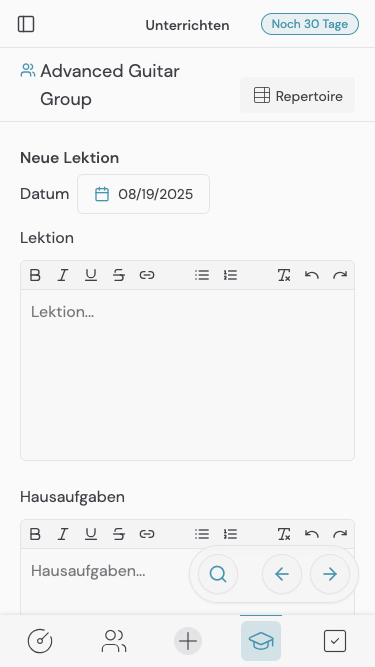 Unterrichten
Noch 30 Tage
Advanced Guitar
Group
Repertoire
Neue Lektion
Datum
08/19/2025
Lektion
Lektion...
Hausaufgaben
Hausaufgaben...